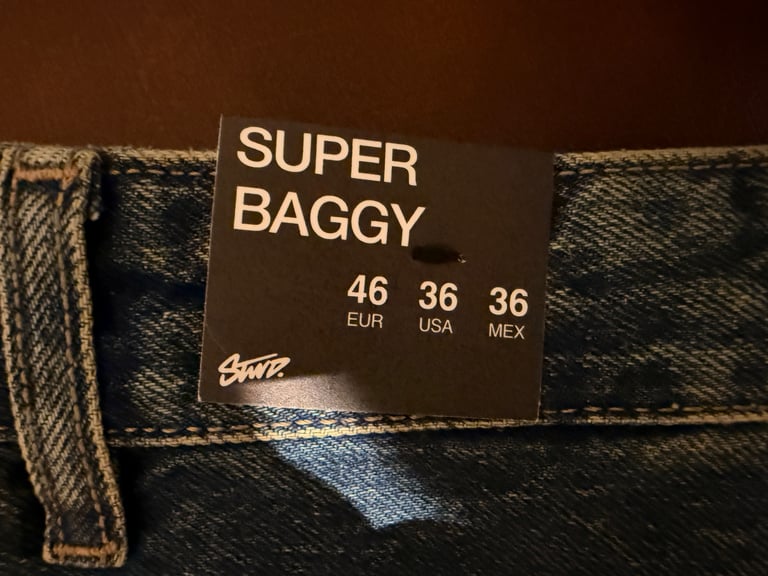 SUPER
BAGGY
46 36 36
EUR USA MEX
STWD.